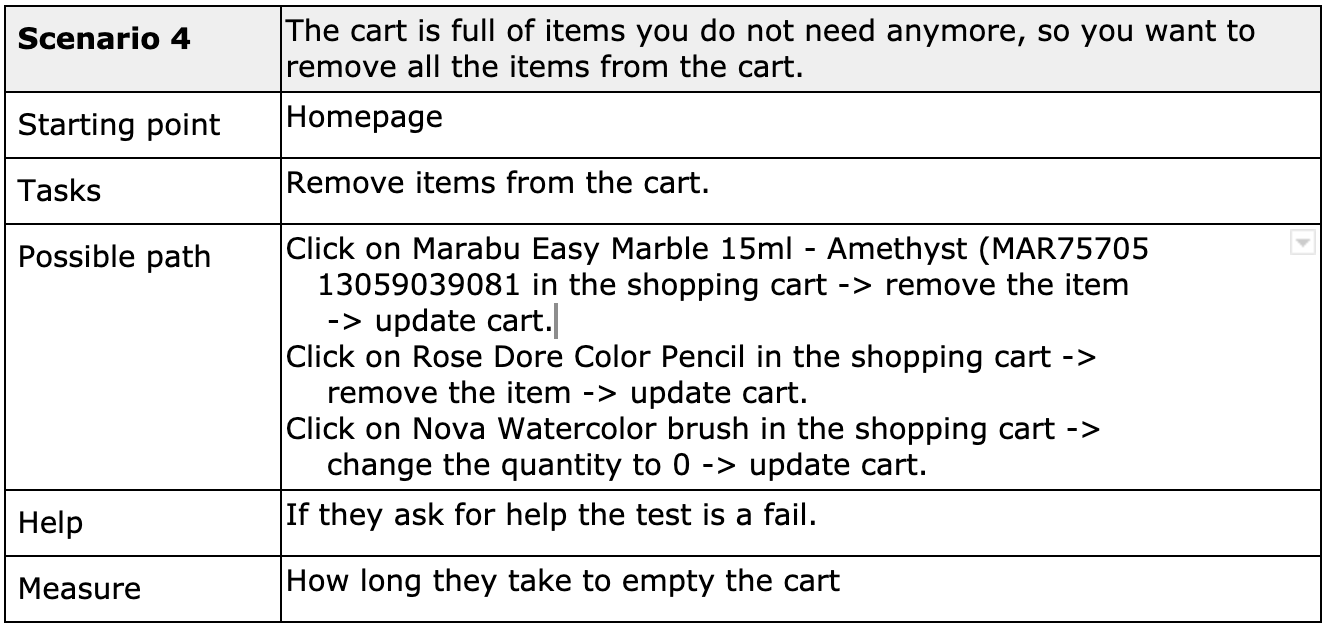 Scenario 4
The cart is full of items you do not need anymore, so you want to
remove all the items from the cart.
Starting point
Homepage
Tasks
Remove items from the cart.
Possible path
Click on Marabu Easy Marble 15ml - Amethyst (MAR75705
13059039081 in the shopping cart -> remove the item
-> update cart.
Click on Rose Dore Color Pencil in the shopping cart ->
remove the item -> update cart.
Click on Nova Watercolor brush in the shopping cart ->
change the quantity to 0 -> update cart.
Help
If they ask for help the test is a fail.
Measure
How long they take to empty the cart